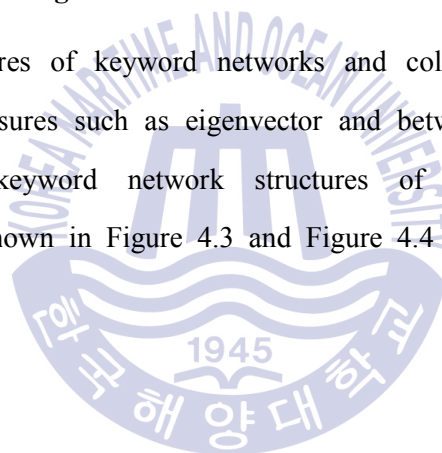 res of keyword networks and col
sures such as eigenvector and betw
keyword network structures of
hown in Figure 4.3 and Figure 4.4
KOREA MARITIME AND OCEAN UNIVERSITY
1945
한국해양대학교